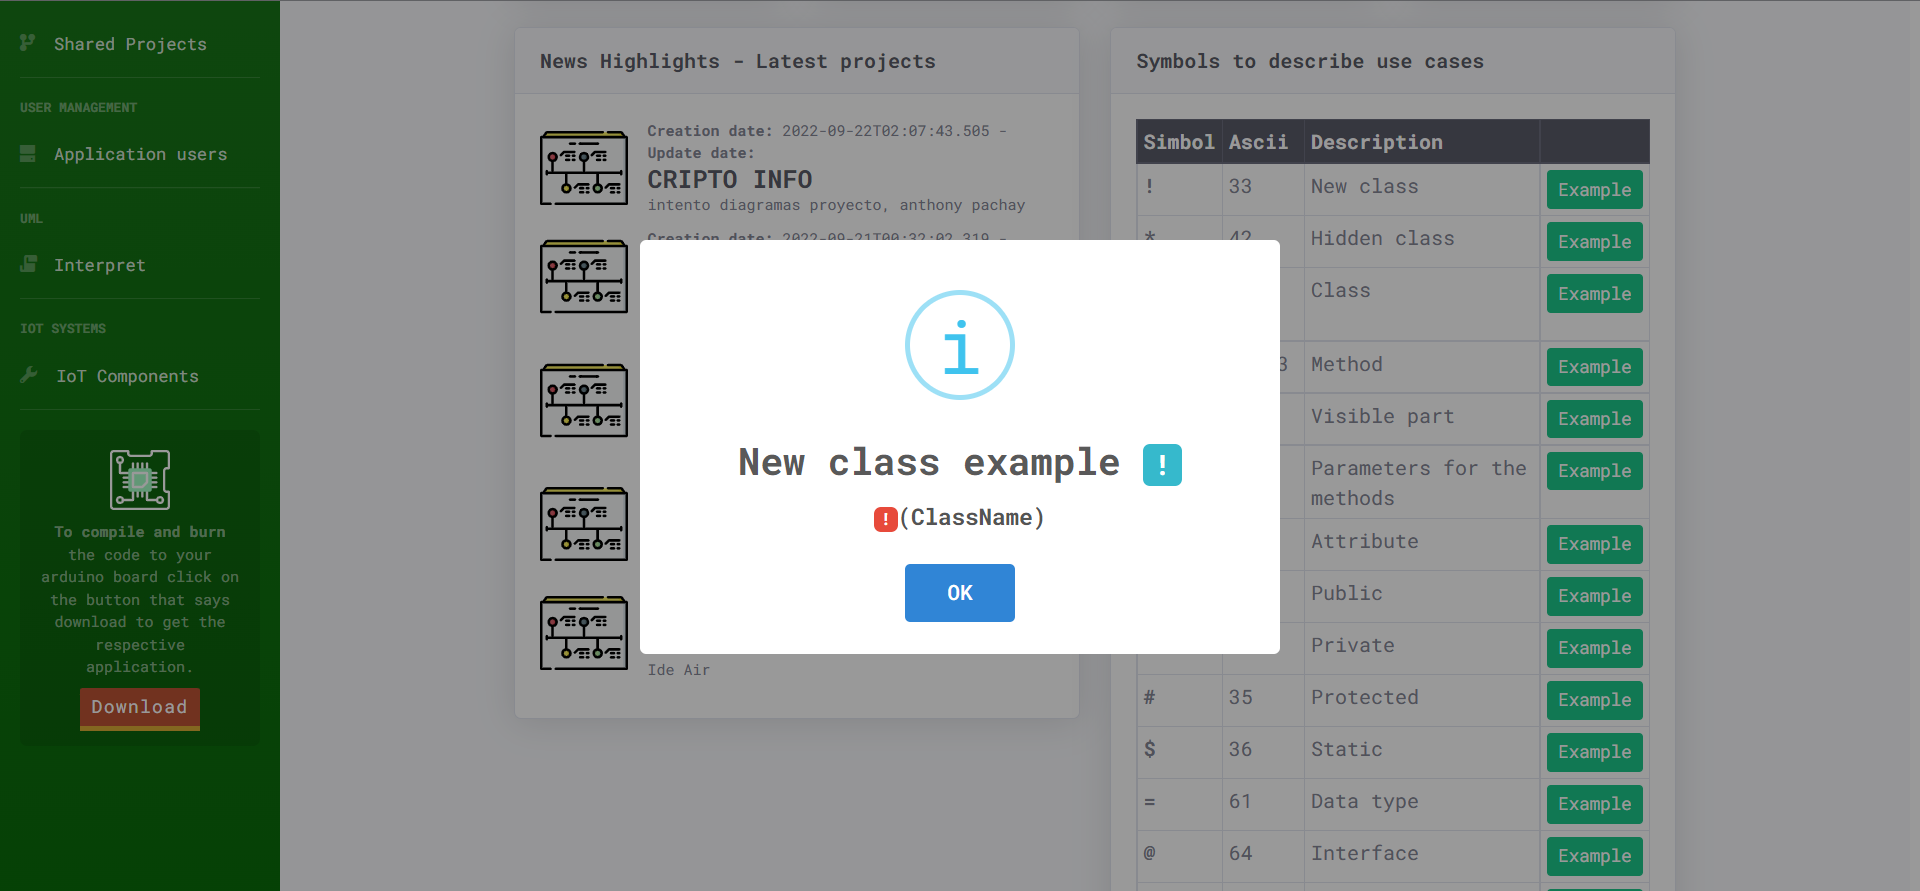 Shared Projects
USER MANAGEMENT
Application users
UML
Interpret
IOT SYSTEMS
IoT Components
To compile and burn
the code to your
arduino board click on
the button that says
download to get the
respective
application.
Download
News Highlights - Latest projects
Creation date: 2022-09-22T02:07:43.505 -
Update date:
CRIPTO INFO
intento diagramas proyecto, anthony pachay
Creation date: 2022-09-21T00:32:02.319 -
Ide Air
Symbols to describe use cases
Simbol Ascii Description
! 33 New class Example
* 42 Hidden class Example
Class Example
3 Method Example
Visible part Example
Parameters for the
methods Example
Attribute Example
Public Example
Private Example
# 35 Protected Example
$ 36 Static Example
= 61 Data type Example
@ 64 Interface Example
i
New class example !
!(ClassName)
OK